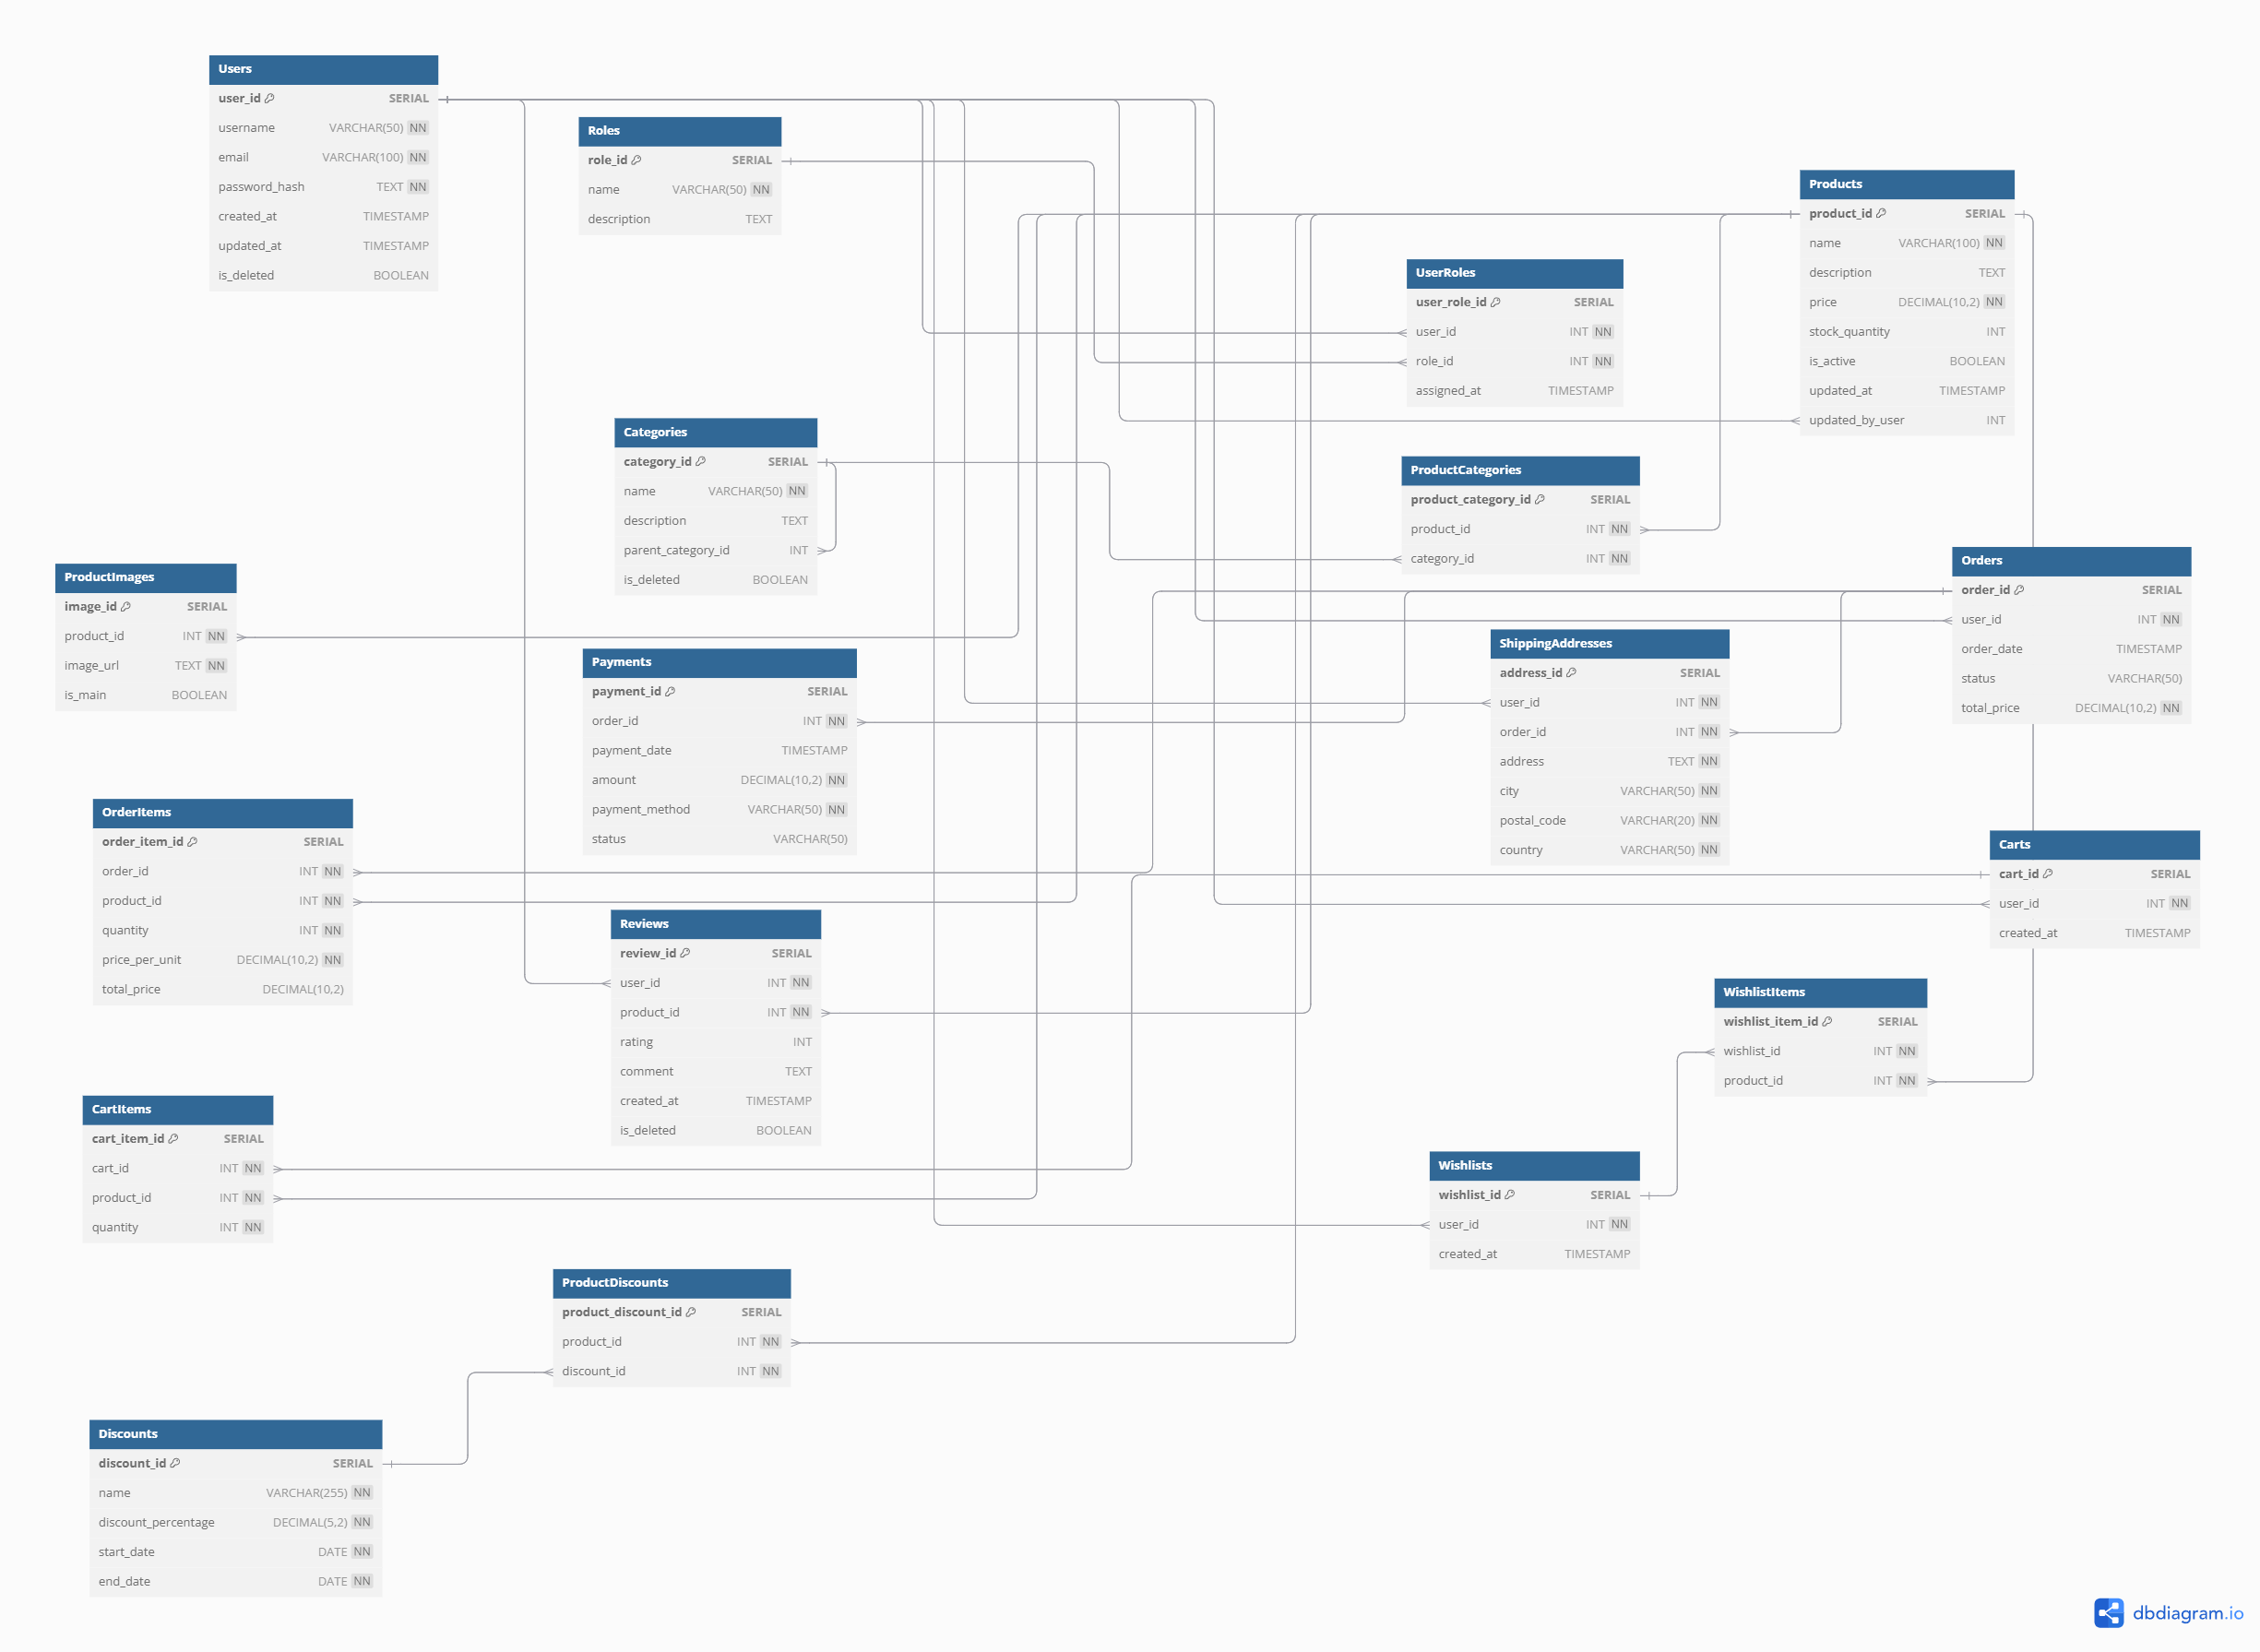 Users
user_id SERIAL
username VARCHAR(50) NN
email VARCHAR(100) NN
password_hash TEXT NN
created_at TIMESTAMP
updated_at TIMESTAMP
is_deleted BOOLEAN
Roles
role_id SERIAL
name VARCHAR(50) NN
description TEXT
Products
product_id SERIAL
name VARCHAR(100) NN
description TEXT
price DECIMAL(10,2) NN
stock_quantity INT
is_active BOOLEAN
updated_at TIMESTAMP
updated_by_user INT
UserRoles
user_role_id SERIAL
user_id INT NN
role_id INT NN
assigned_at TIMESTAMP
Categories
category_id SERIAL
name VARCHAR(50) NN
description TEXT
parent_category_id INT
is_deleted BOOLEAN
ProductCategories
product_category_id SERIAL
product_id INT NN
category_id INT NN
ProductImages
image_id SERIAL
product_id INT NN
image_url TEXT NN
is_main BOOLEAN
Orders
order_id SERIAL
user_id INT NN
order_date TIMESTAMP
status VARCHAR(50)
total_price DECIMAL(10,2) NN
ShippingAddresses
address_id SERIAL
user_id INT NN
order_id INT NN
address TEXT NN
city VARCHAR(50) NN
postal_code VARCHAR(20) NN
country VARCHAR(50) NN
Payments
payment_id SERIAL
order_id INT NN
payment_date TIMESTAMP
amount DECIMAL(10,2) NN
payment_method VARCHAR(50) NN
status VARCHAR(50)
OrderItems
order_item_id SERIAL
order_id INT NN
product_id INT NN
quantity INT NN
price_per_unit DECIMAL(10,2) NN
total_price DECIMAL(10,2)
Carts
cart_id SERIAL
user_id INT NN
created_at TIMESTAMP
Reviews
review_id SERIAL
user_id INT NN
product_id INT NN
rating INT
comment TEXT
created_at TIMESTAMP
is_deleted BOOLEAN
WishlistItems
wishlist_item_id SERIAL
wishlist_id INT NN
product_id INT NN
CartItems
cart_item_id SERIAL
cart_id INT NN
product_id INT NN
quantity INT NN
Wishlists
wishlist_id SERIAL
user_id INT NN
created_at TIMESTAMP
ProductDiscounts
product_discount_id SERIAL
product_id INT NN
discount_id INT NN
Discounts
discount_id SERIAL
name VARCHAR(255) NN
discount_percentage DECIMAL(5,2) NN
start_date DATE NN
end_date DATE NN
dbdiagram.io